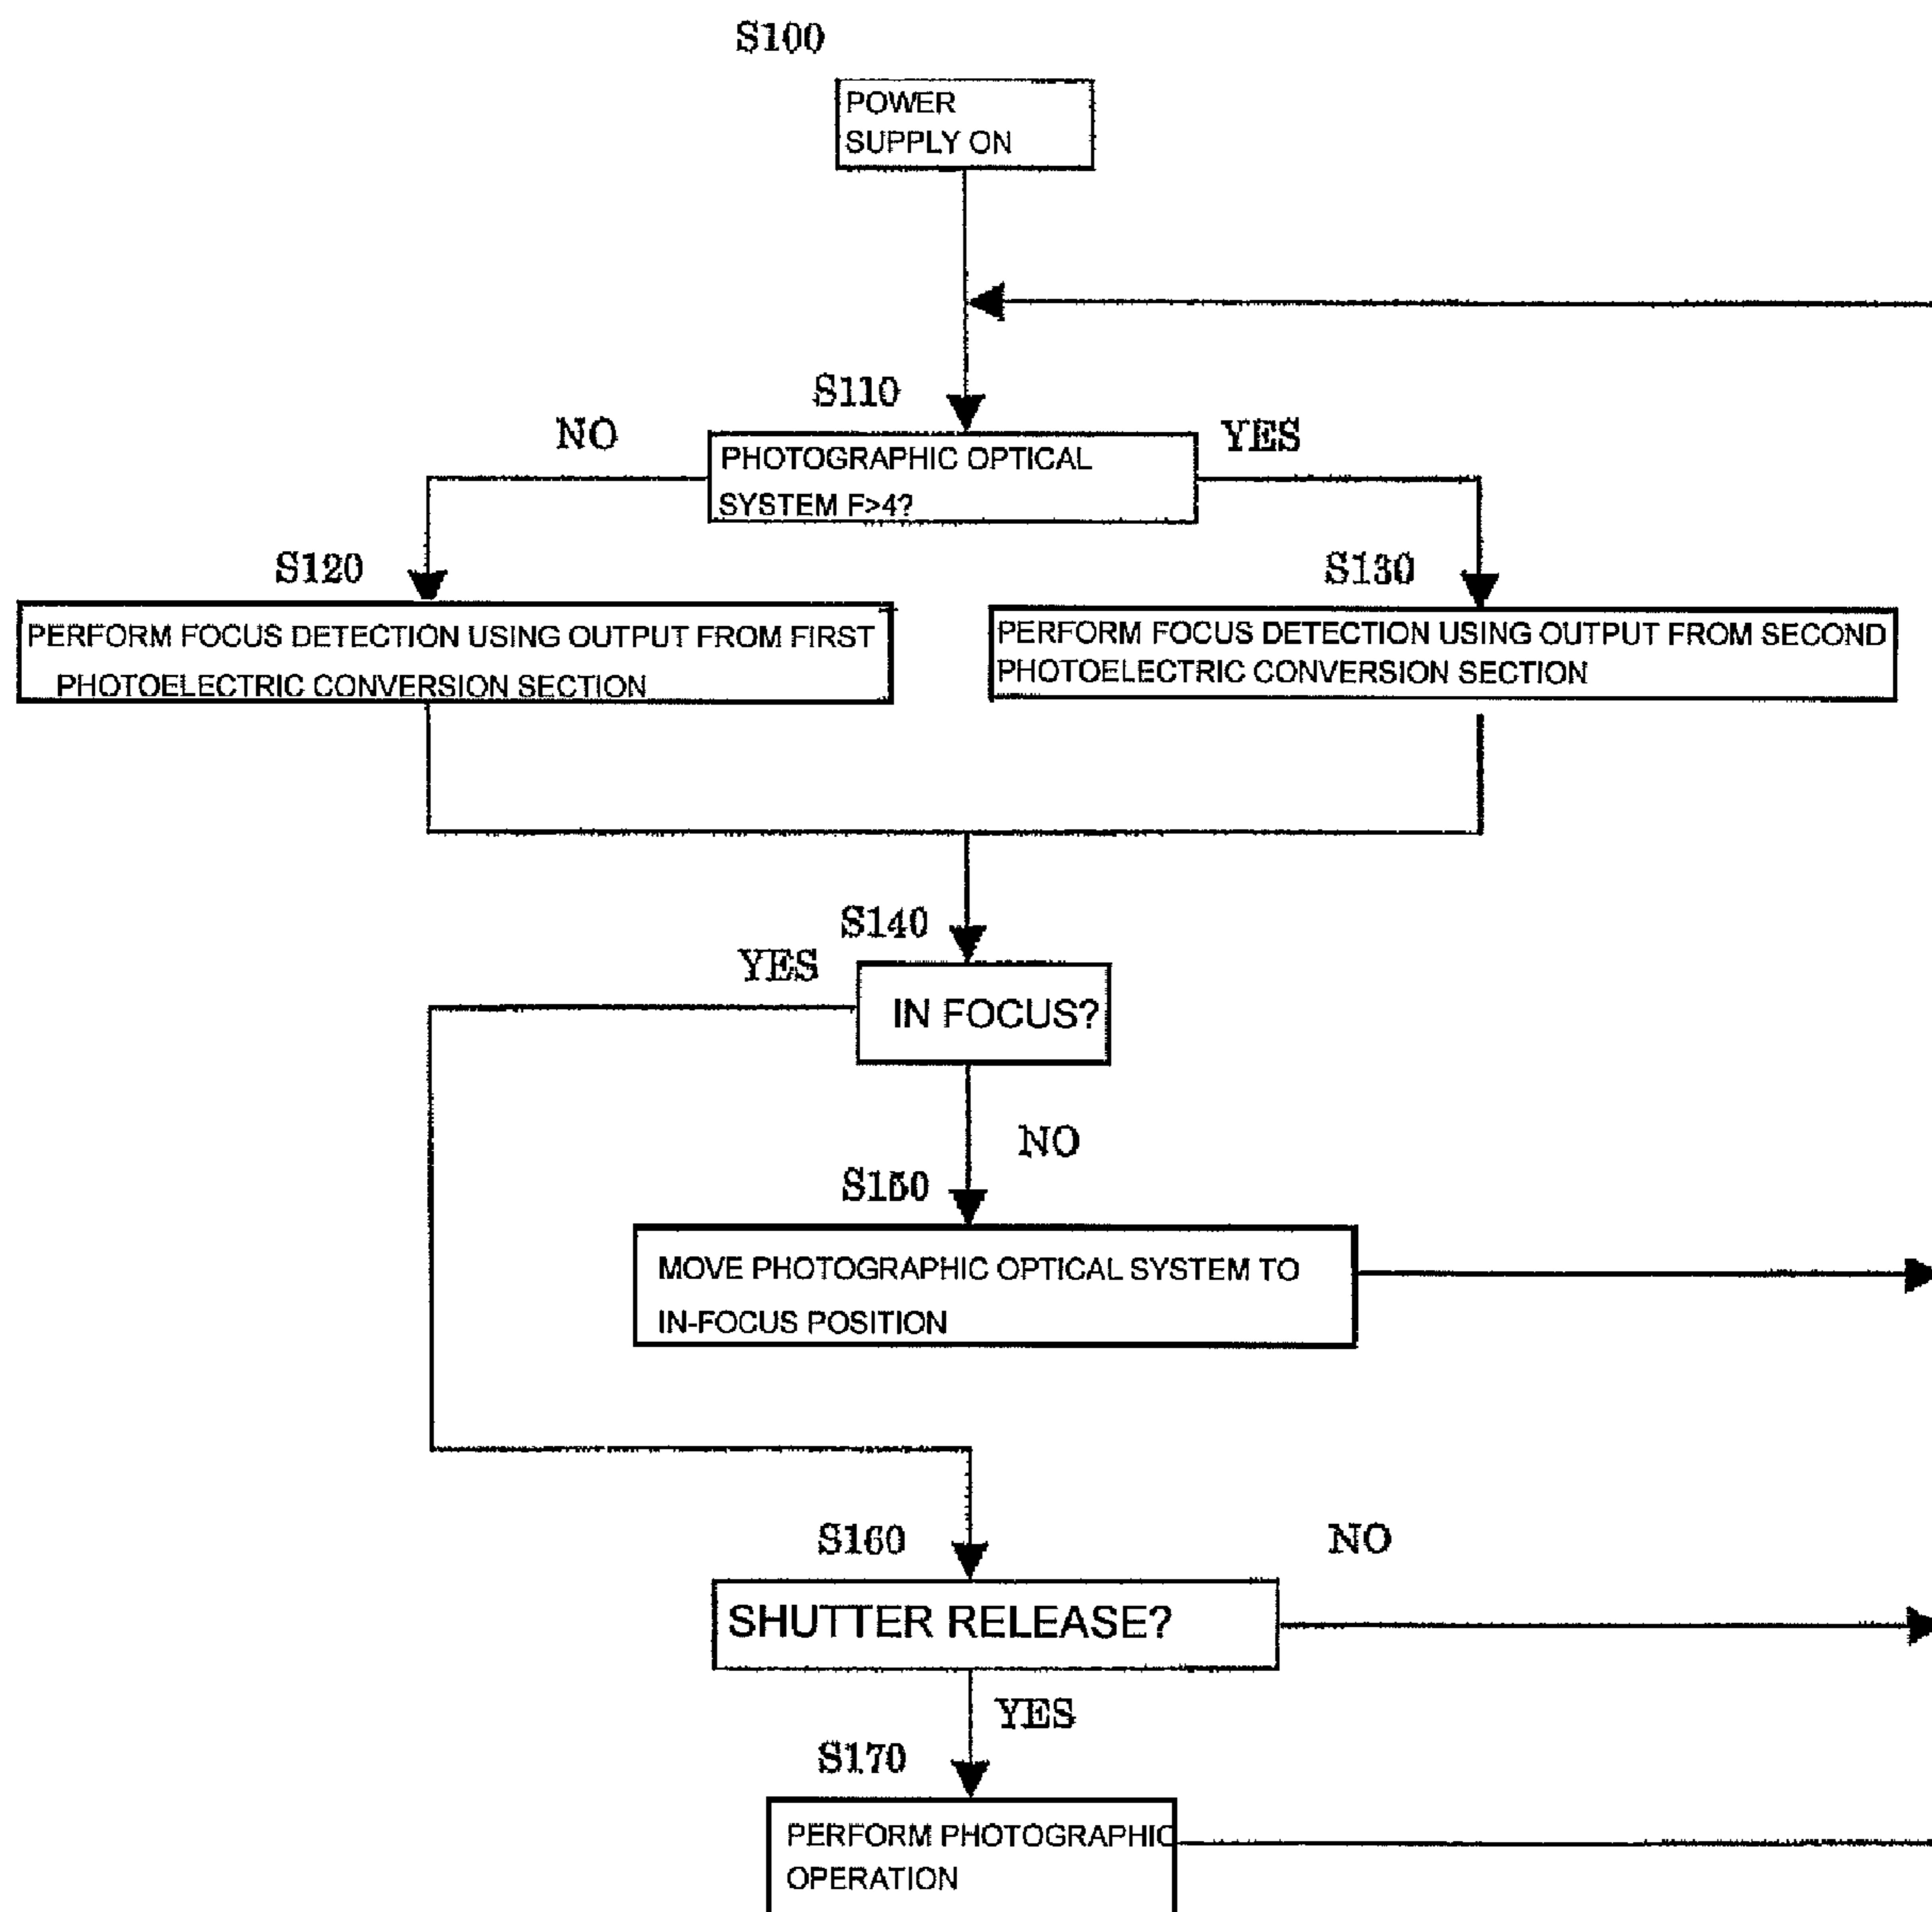 S100
POWER
SUPPLY ON
S110
NO
YES
PHOTOGRAPHIC OPTICAL
SYSTEM F>4?
S120
S130
PERFORM FOCUS DETECTION USING OUTPUT FROM FIRST
PHOTOELECTRIC CONVERSION SECTION
PERFORM FOCUS DETECTION USING OUTPUT FROM SECOND
PHOTOELECTRIC CONVERSION SECTION
S140
YES
IN FOCUS?
NO
S150
MOVE PHOTOGRAPHIC OPTICAL SYSTEM TO
IN-FOCUS POSITION
S160
NO
SHUTTER RELEASE?
YES
S170
PERFORM PHOTOGRAPHIC
OPERATION